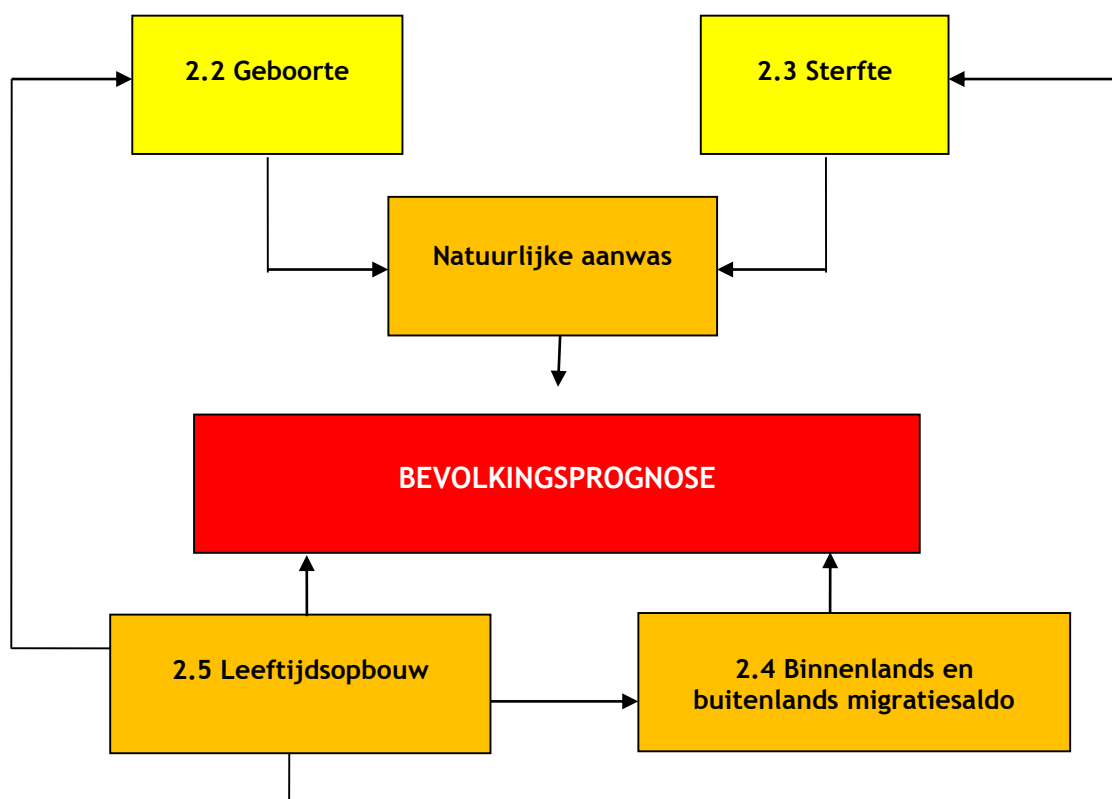 2.2 Geboorte
2.3 Sterfte
Natuurlijke aanwas
BEVOLKINGSPROGNOSE
2.5 Leeftijdsopbouw
2.4 Binnenlands en
buitenlands migratiesaldo